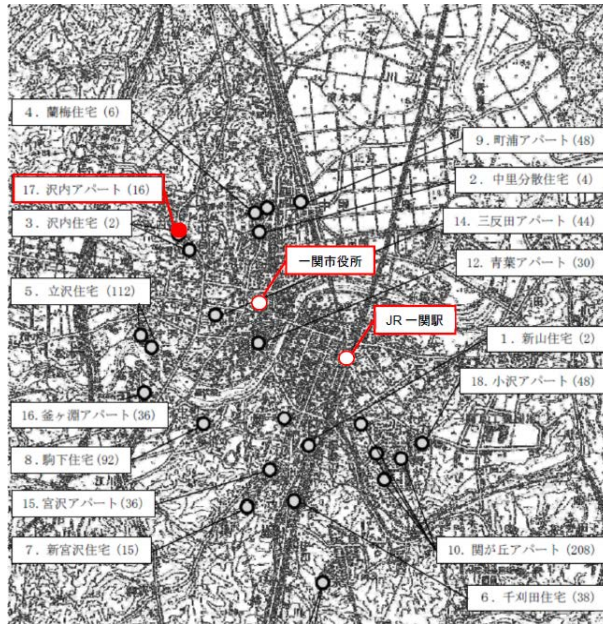 4. 蘭梅住宅 (6)
9. 町浦アパート (48)
17. 沢内アパート (16)
2. 中里分散住宅 (4)
3. 沢内住宅 (2)
14. 三反田アパート (44)
一関市役所
12. 青葉アパート (30)
5. 立沢住宅 (112)
JR 一関駅
1. 新山住宅 (2)
18. 小沢アパート (48)
16. 釜ヶ淵アパート (36)
8. 駒下住宅 (92)
15. 宮沢アパート (36)
7. 新宮沢住宅 (15)
10. 関が丘アパート (208)
6. 千刈田住宅 (38)